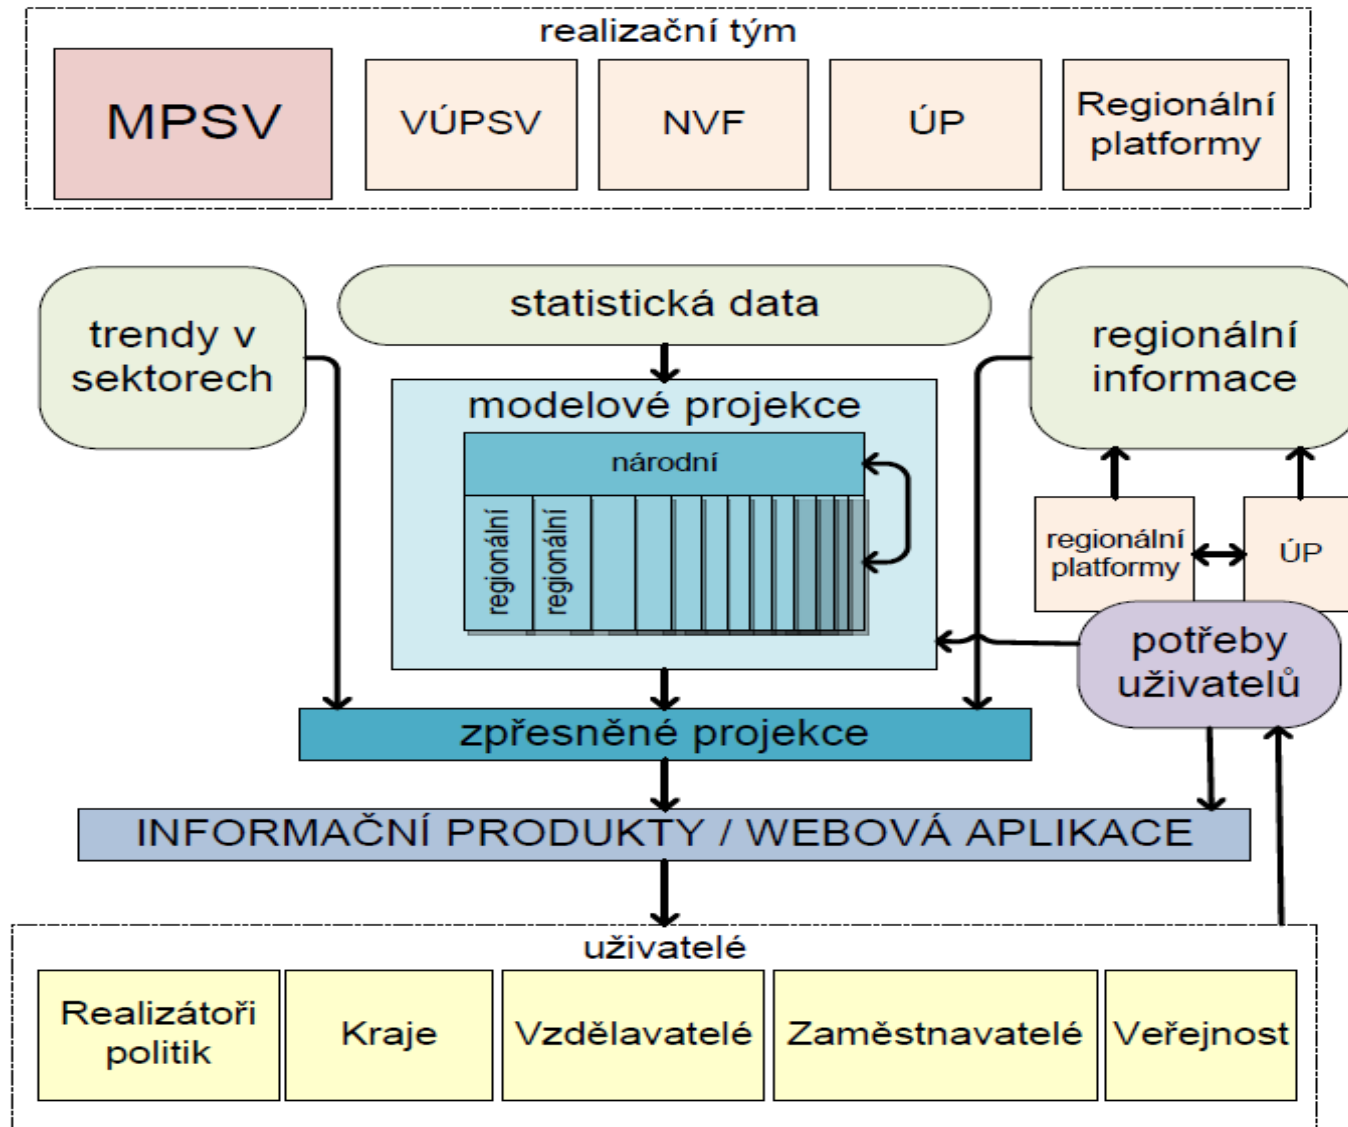 realizační tým
MPSV
VÚPSV
NVF
ÚP
Regionální
platformy
trendy v
sektorech
statistická data
regionální
informace
modelové projekce
národní
regionální
regionální
regionální
platformy
ÚP
potřeby
uživatelů
zpřesněné projekce
INFORMAČNÍ PRODUKTY / WEBOVÁ APLIKACE
uživatelé
Realizátoři
politik
Kraje
Vzdělavatelé
Zaměstnavatelé
Veřejnost